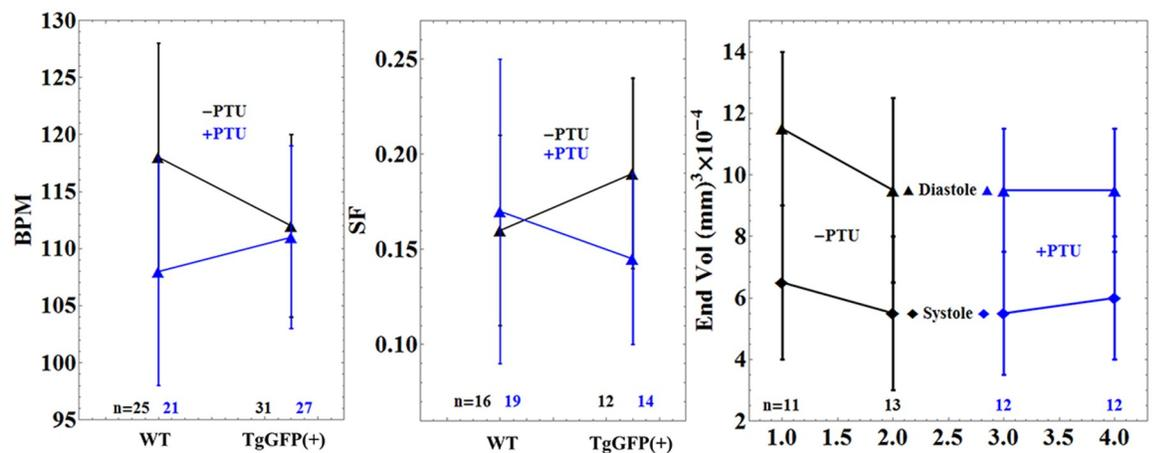 130
125
120
115
110
105
100
95
BPM
−PTU
+PTU
n=25 21 31 27
WT TgGFP(+)
0.25
0.20
0.15
0.10
SF
−PTU
+PTU
n=16 19 12 14
WT TgGFP(+)
14
12
10
8
6
4
2
End Vol (mm)³×10⁻⁴
▲ Diastole ▲
−PTU
+PTU
◆ Systole ◆
n=11 13 12 12
1.0 1.5 2.0 2.5 3.0 3.5 4.0